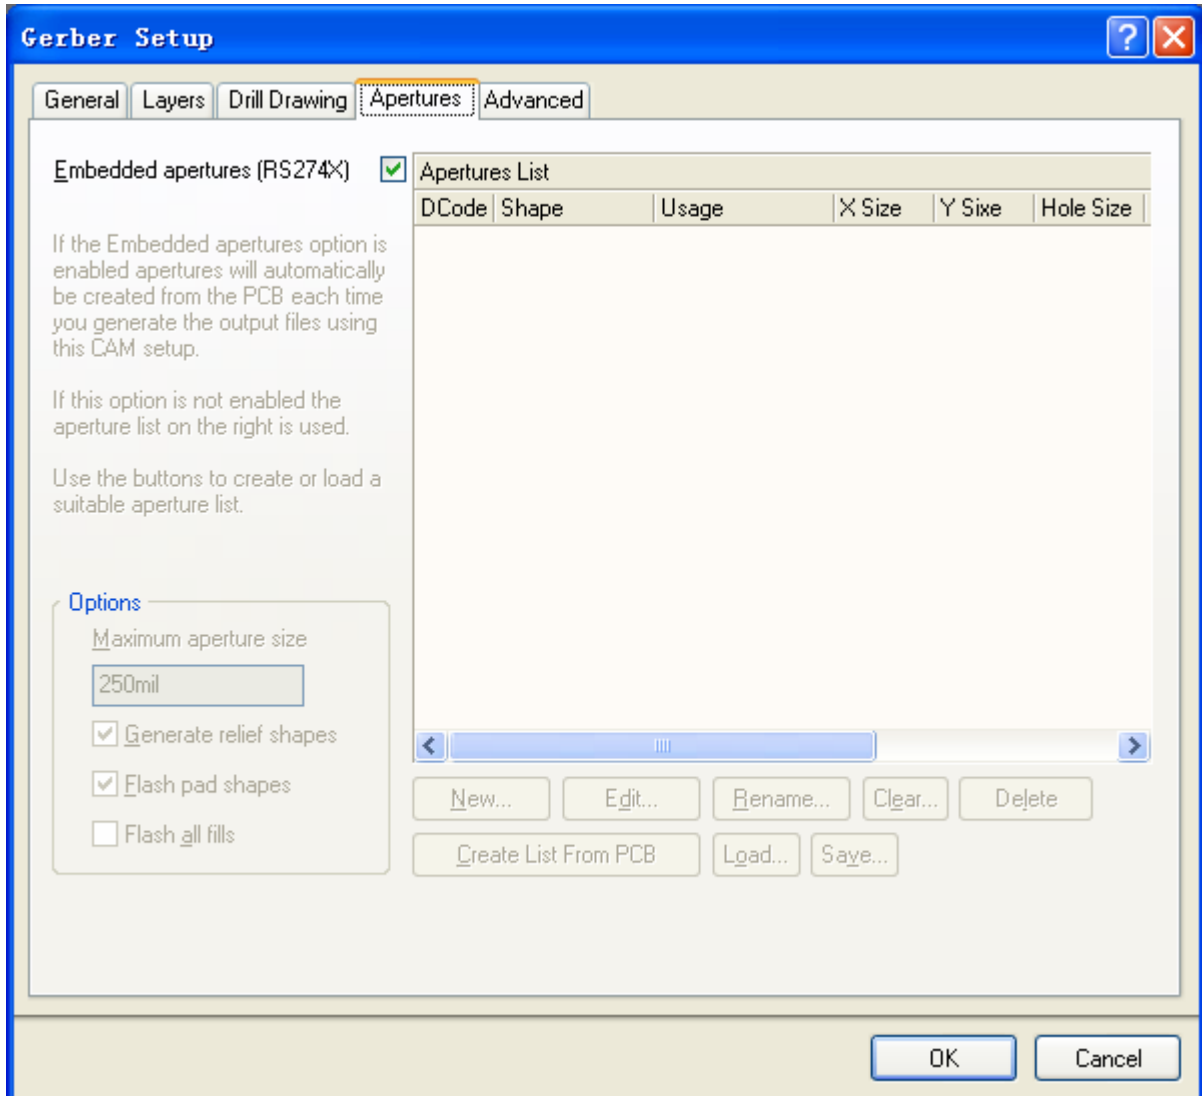 Gerber Setup
General Layers Drill Drawing Apertures Advanced
Embedded apertures (RS274X)
If the Embedded apertures option is
enabled apertures will automatically
be created from the PCB each time
you generate the output files using
this CAM setup.
If this option is not enabled the
aperture list on the right is used.
Use the buttons to create or load a
suitable aperture list.
Options
Maximum aperture size
250mil
Generate relief shapes
Flash pad shapes
Flash all fills
Apertures List
DCode Shape Usage X Size Y Sixe Hole Size
New... Edit... Rename... Clear... Delete
Create List From PCB Load... Save...
OK Cancel